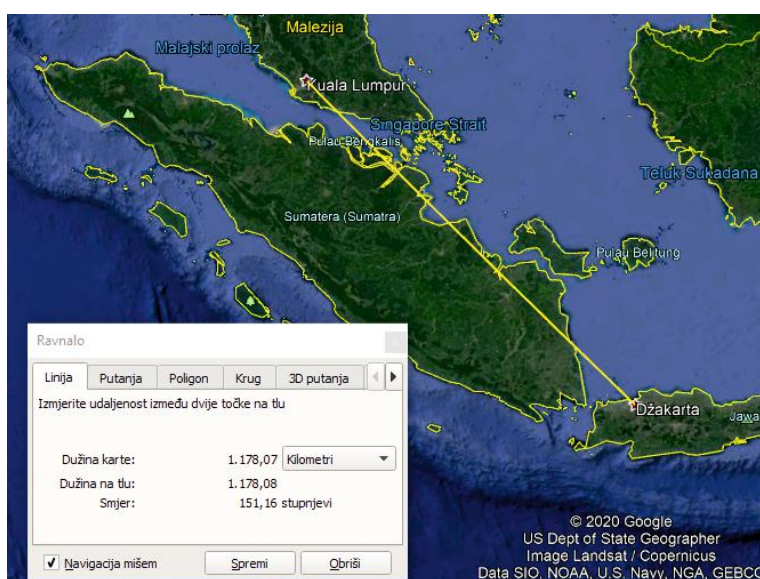 Malezija
Malajski prolaz
Kuala Lumpur
Singapore Strait
Pulau Bengkalis
Teluk Sukadana
Sumatera (Sumatra)
Pulau Belitung
Džakarta
Jawa
Ravnalo
Linija Putanja Poligon Krug 3D putanja
Izmjerite udaljenost između dvije točke na tlu
Dužina karte: 1.178,07 Kilometri
Dužina na tlu: 1.178,08
Smjer: 151,16 stupnjevi
Navigacija mišem Spremi Obriši
© 2020 Google
US Dept of State Geographer
Image Landsat / Copernicus
Data SIO, NOAA, U.S. Navy, NGA, GEBCO